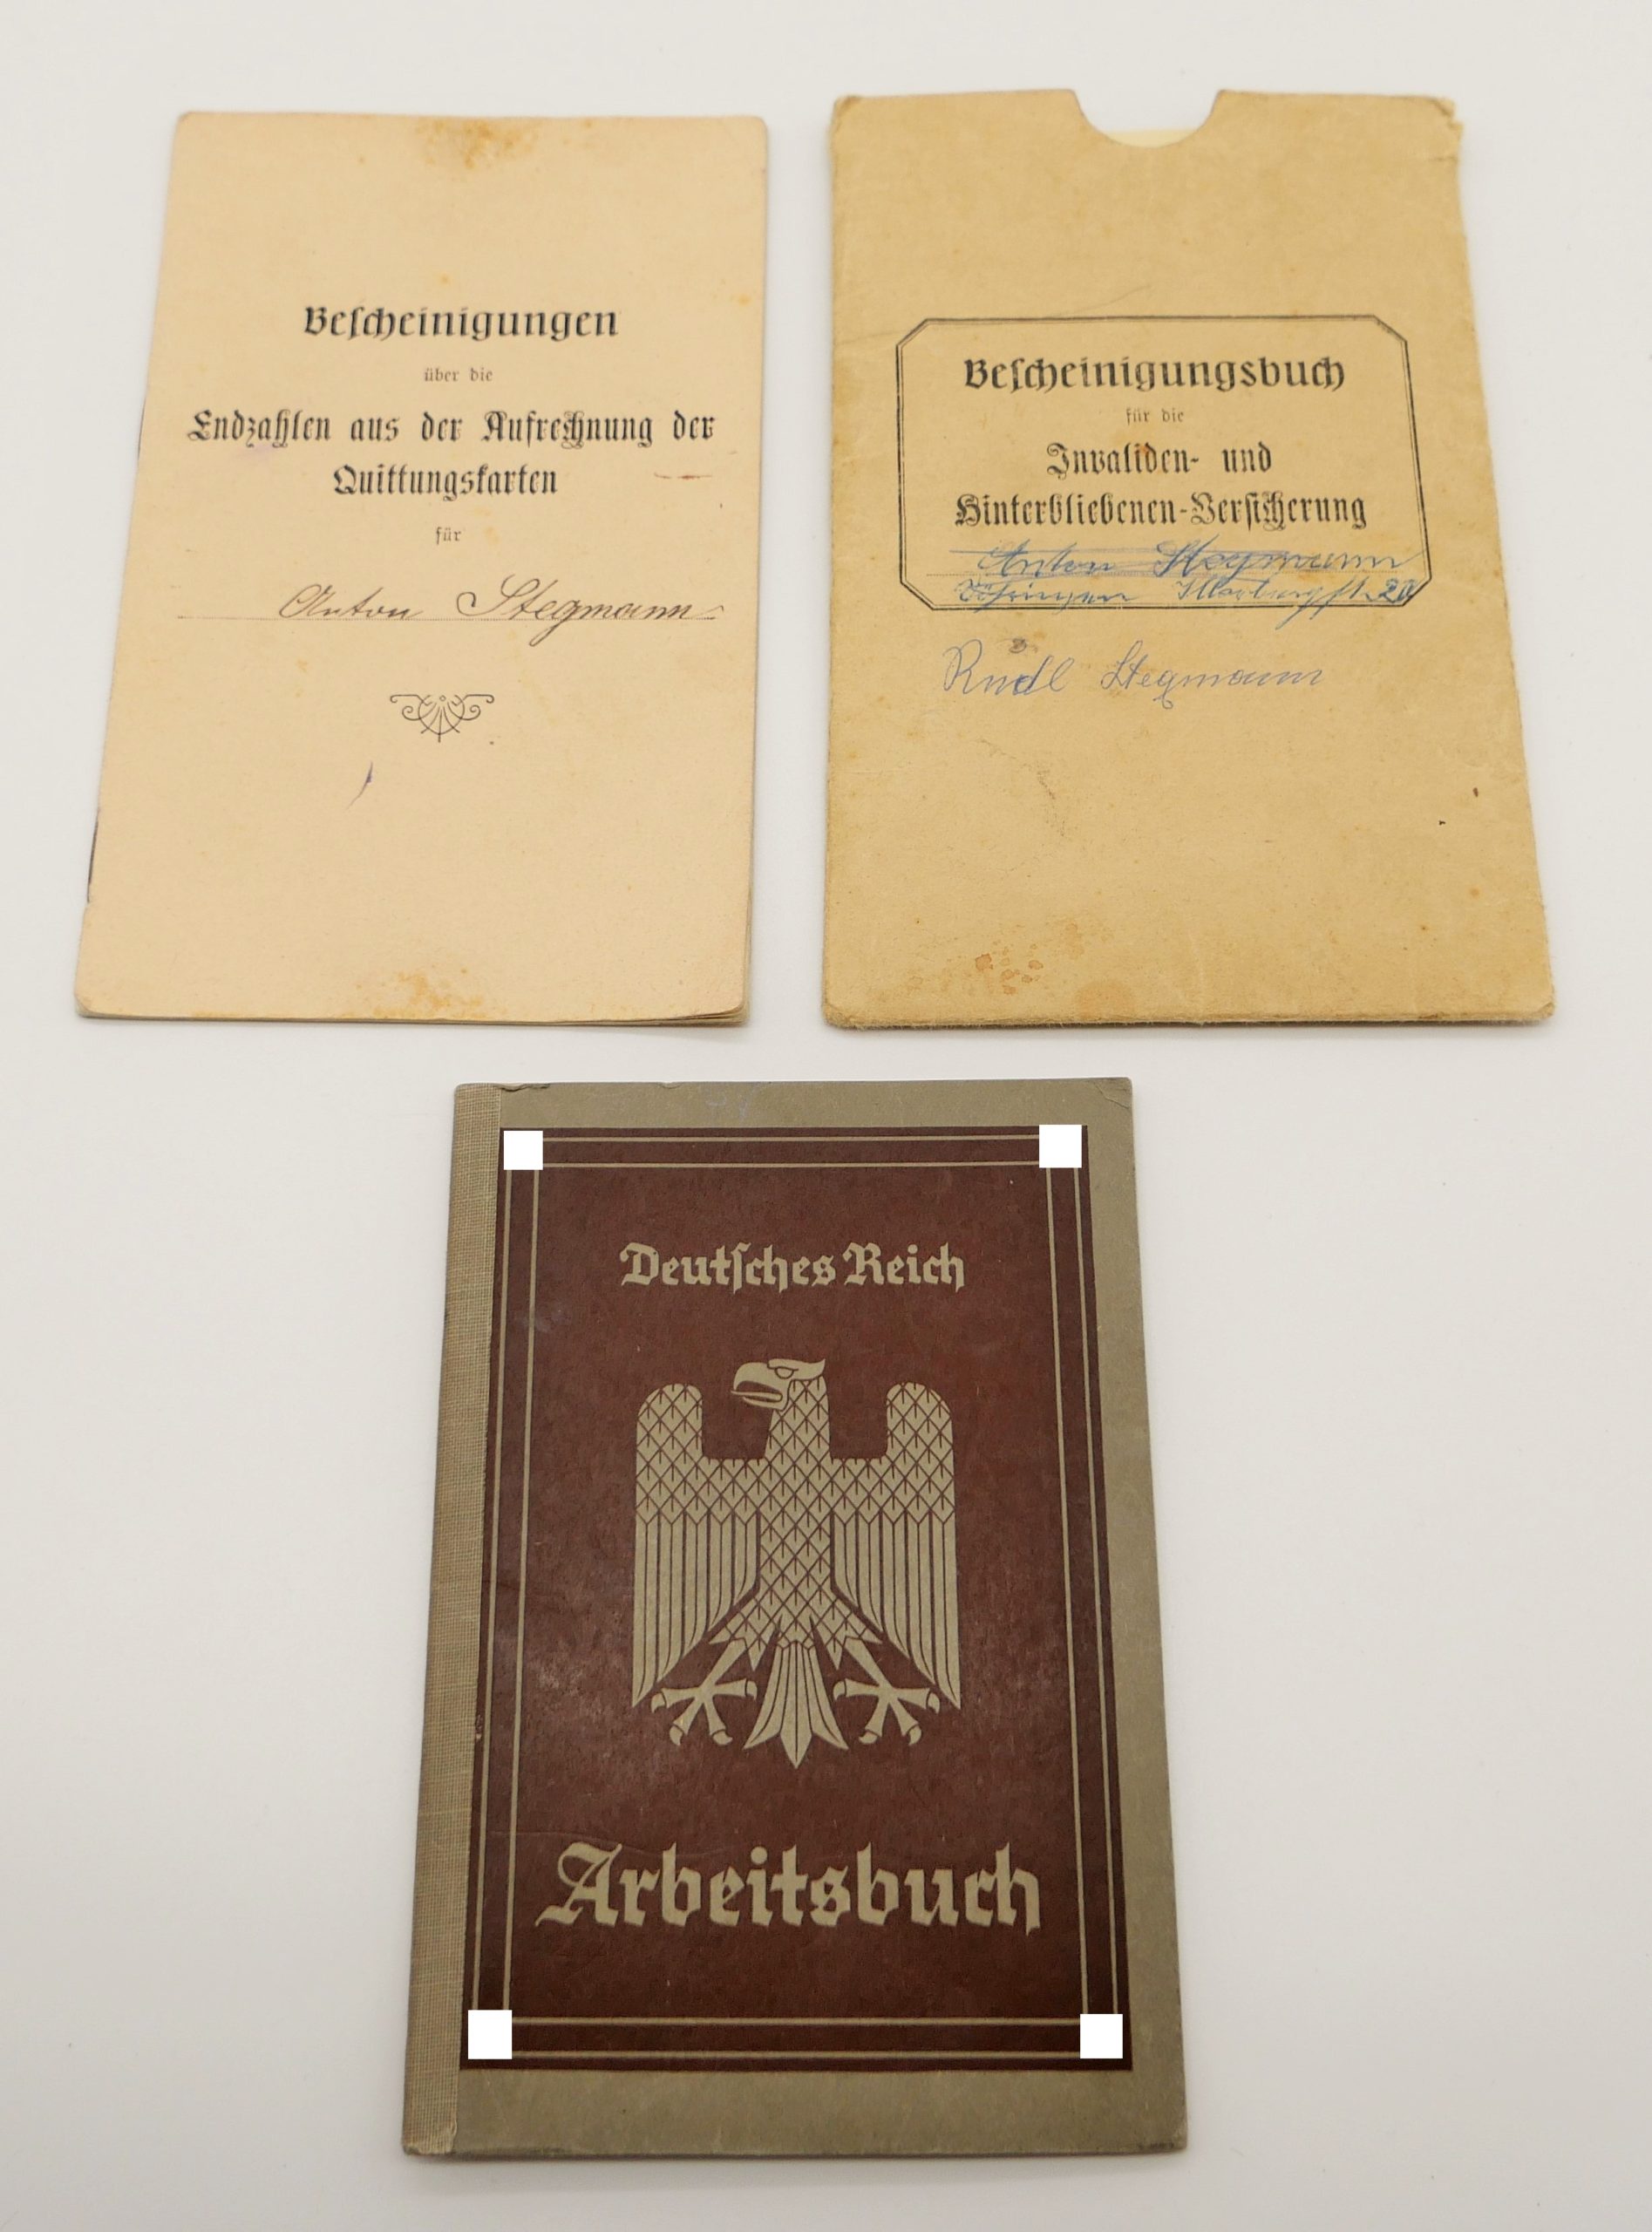 Beſcheinigungen
über die
Endzahlen aus der Aufrechnung der
Quittungskarten
für
Anton Stegmann
Beſcheinigungsbuch
für die
Invaliden- und
Hinterbliebenen-Verſicherung
Anton Stegmann
Vöhringen
Rudl Stegmann
Deutſches Reich
Arbeitsbuch